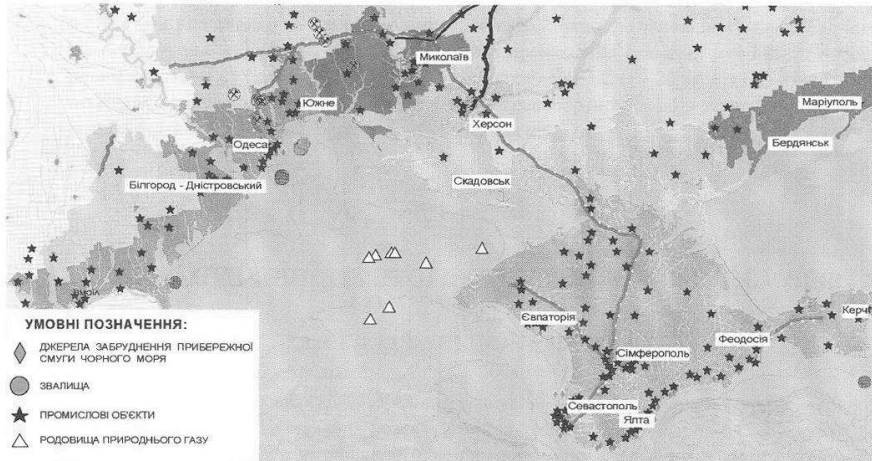 Миколаїв
Южне
Маріуполь
Херсон
Бердянськ
Одеса
Скадовськ
Білгород - Дністровський
Євпаторія
Керч
Феодосія
Сімферополь
Севастополь
Ялта
УМОВНІ ПОЗНАЧЕННЯ:
ДЖЕРЕЛА ЗАБРУДНЕННЯ ПРИБЕРЕЖНОЇ
СМУГИ ЧОРНОГО МОРЯ
ЗВАЛИЩА
ПРОМИСЛОВІ ОБ'ЄКТИ
РОДОВИЩА ПРИРОДНЬОГО ГАЗУ